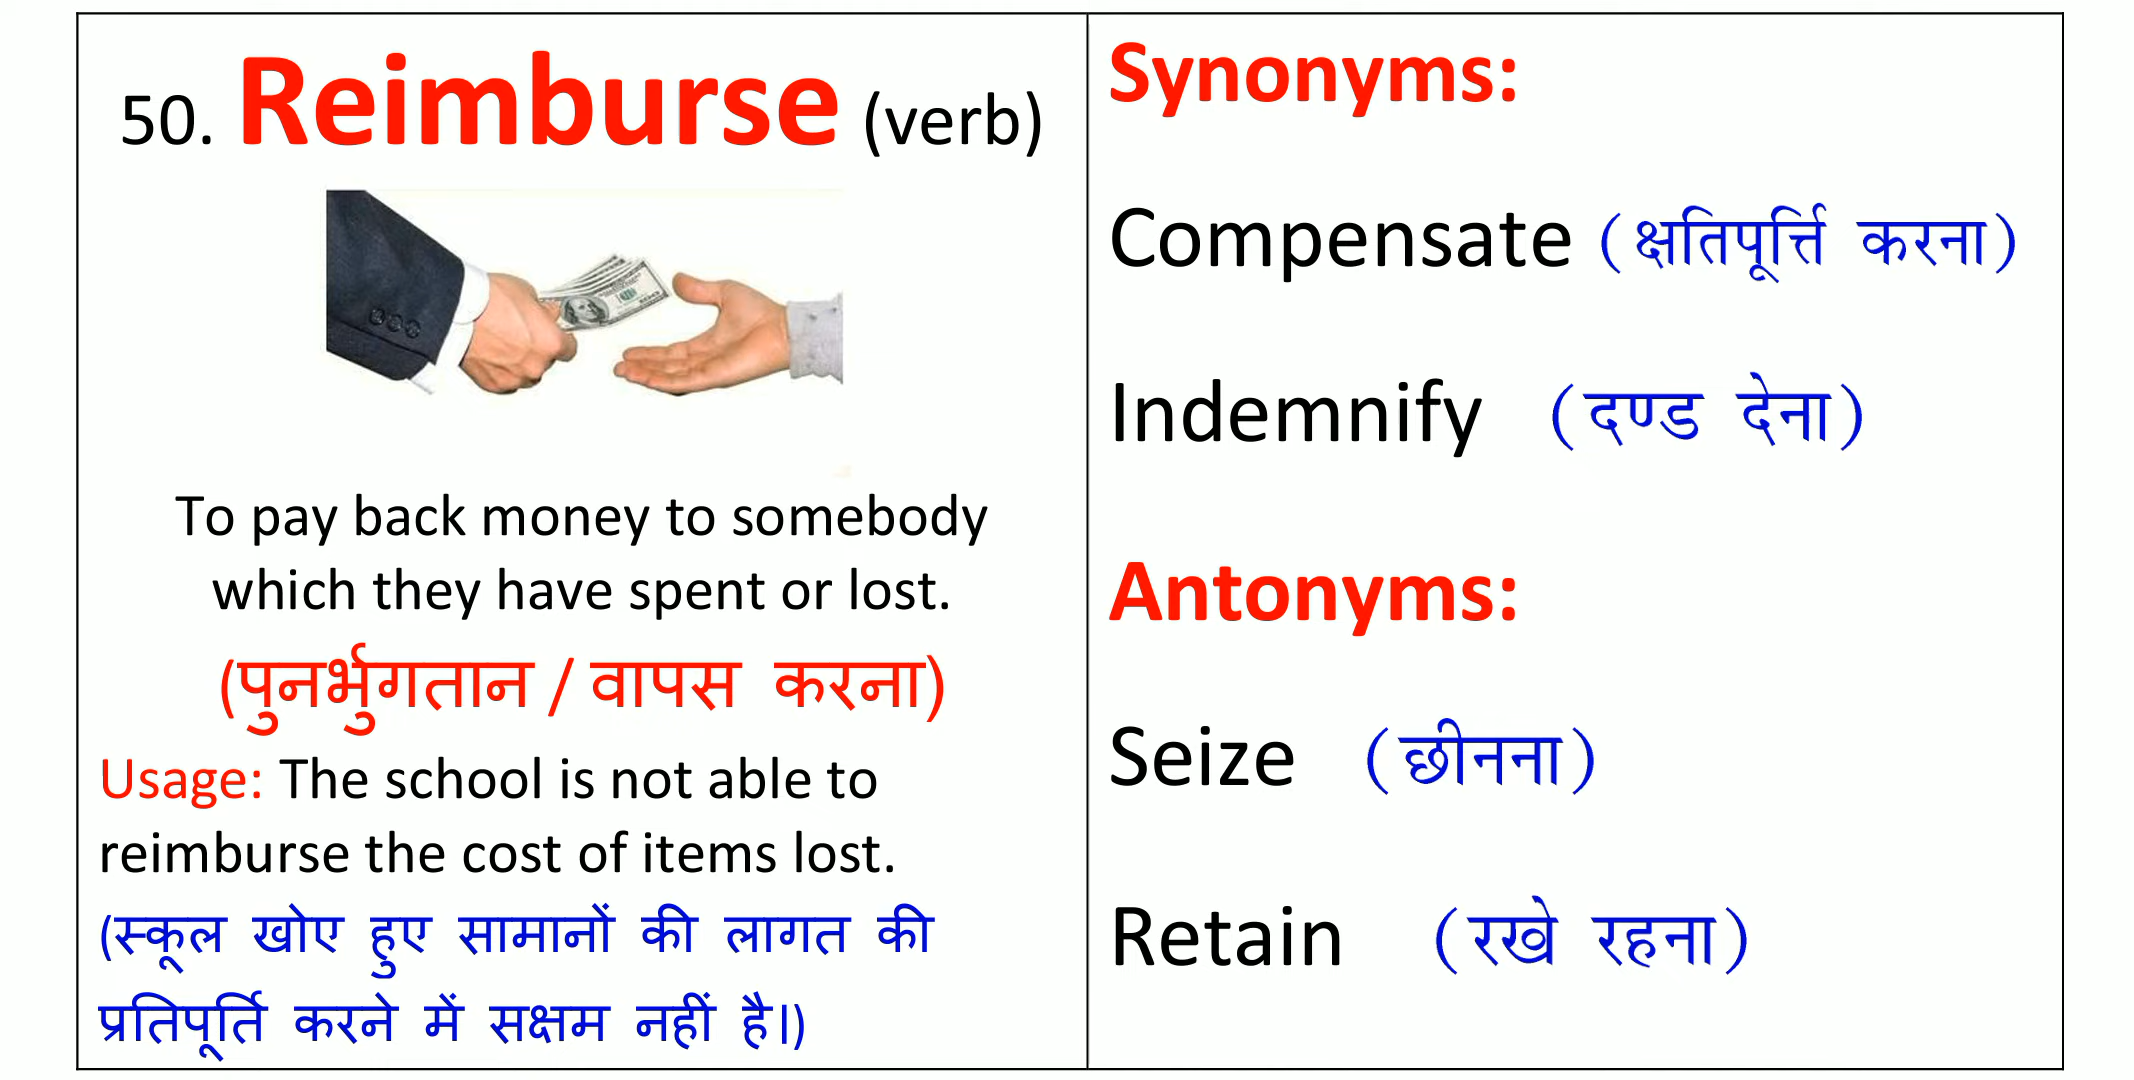 50. Reimburse (verb)
To pay back money to somebody
which they have spent or lost.
(पुनर्भुगतान / वापस करना)
Usage: The school is not able to
reimburse the cost of items lost.
(स्कूल खोए हुए सामानों की लागत की
प्रतिपूर्ति करने में सक्षम नहीं है।)
Synonyms:
Compensate (क्षतिपूर्त्ति करना)
Indemnify (दण्ड देना)
Antonyms:
Seize (छीनना)
Retain (रखे रहना)